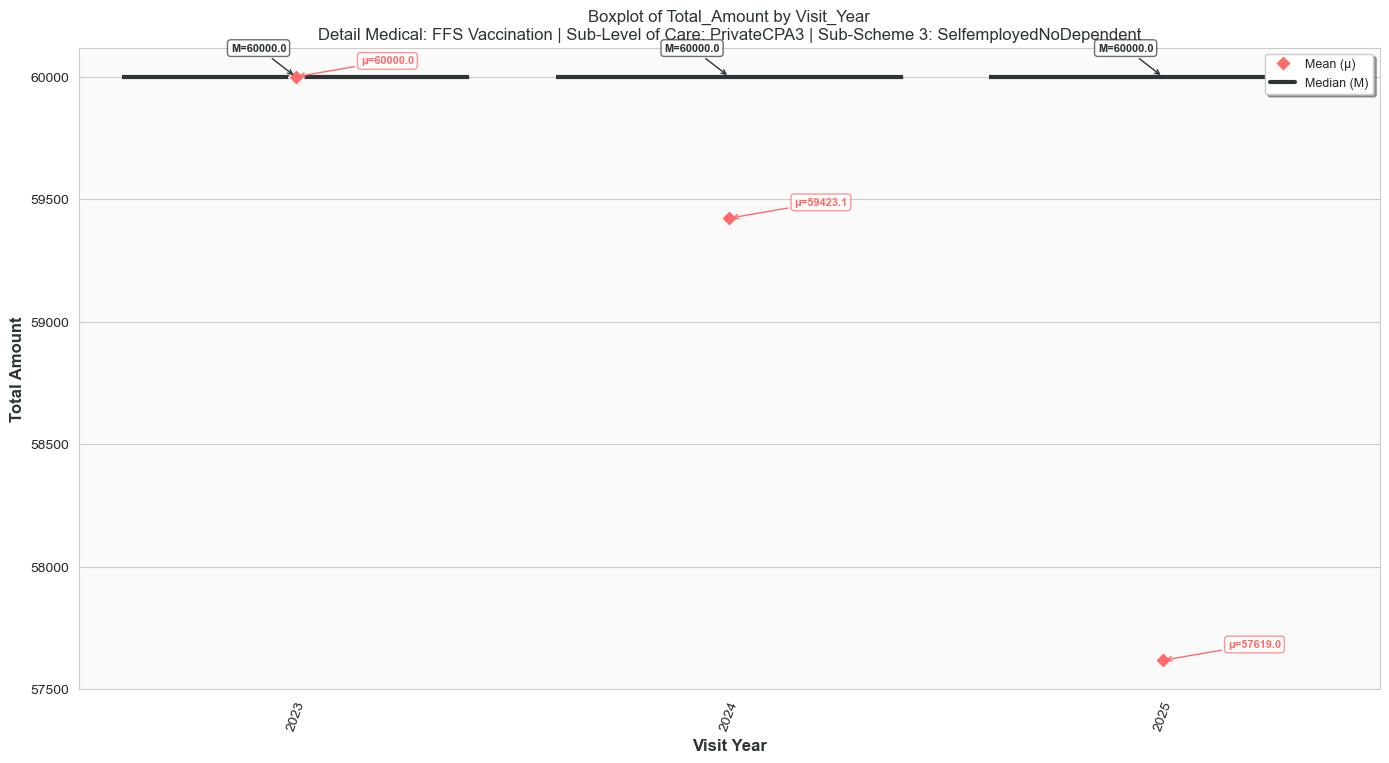 Boxplot of Total_Amount by Visit_Year
Detail Medical: FFS Vaccination | Sub-Level of Care: PrivateCPA3 | Sub-Scheme 3: SelfemployedNoDependent
M=60000.0
M=60000.0
M=60000.0
μ=60000.0
Mean (μ)
Median (M)
60000
59500
μ=59423.1
59000
58500
58000
μ=57619.0
57500
Total Amount
2023
2024
2025
Visit Year